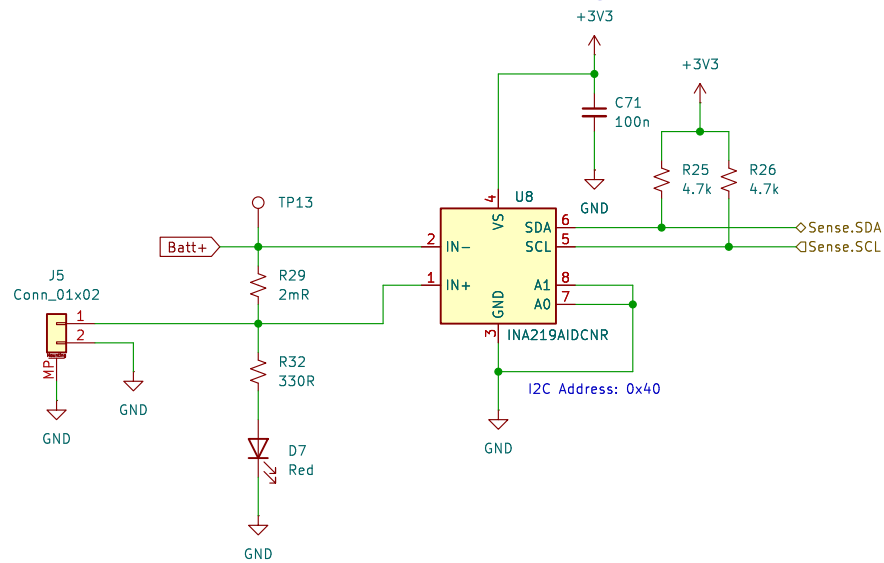 +3V3
+3V3
C71
100n
R25
4.7k
R26
4.7k
GND
TP13
U8
4
VS
Batt+
2
IN-
SDA
6
Sense.SDA
SCL
5
Sense.SCL
R29
2mR
1
IN+
A1
8
A0
7
GND
3
INA219AIDCNR
J5
Conn_01x02
1
2
MP
GND
GND
R32
330R
I2C Address: 0x40
GND
D7
Red
GND